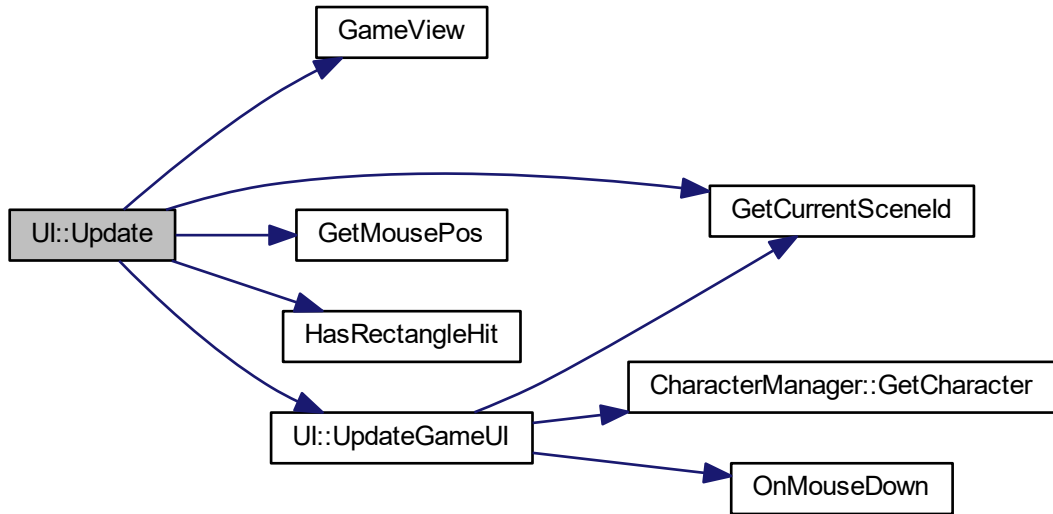 GameView
UI::Update
GetCurrentSceneId
GetMousePos
HasRectangleHit
CharacterManager::GetCharacter
UI::UpdateGameUI
OnMouseDown